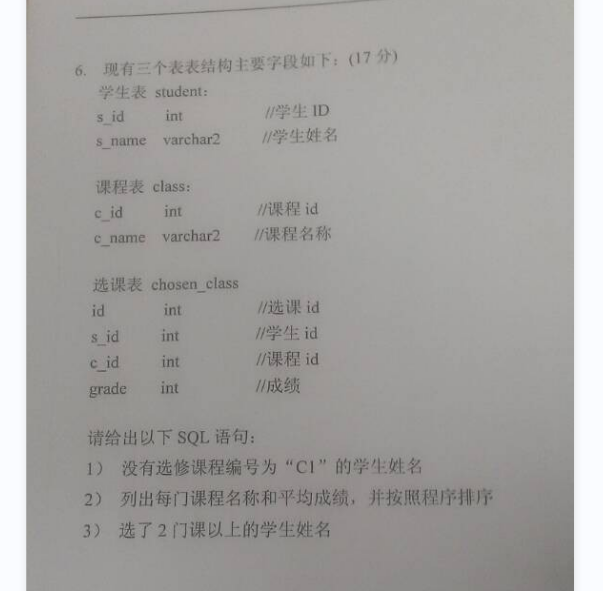 6. 现有三个表表结构主要字段如下：(17 分)
学生表 student：
s_id int //学生 ID
s_name varchar2 //学生姓名
课程表 class：
c_id int //课程 id
c_name varchar2 //课程名称
选课表 chosen_class
id int //选课 id
s_id int //学生 id
c_id int //课程 id
grade int //成绩
请给出以下 SQL 语句：
1） 没有选修课程编号为“C1”的学生姓名
2） 列出每门课程名称和平均成绩，并按照程序排序
3） 选了 2 门课以上的学生姓名